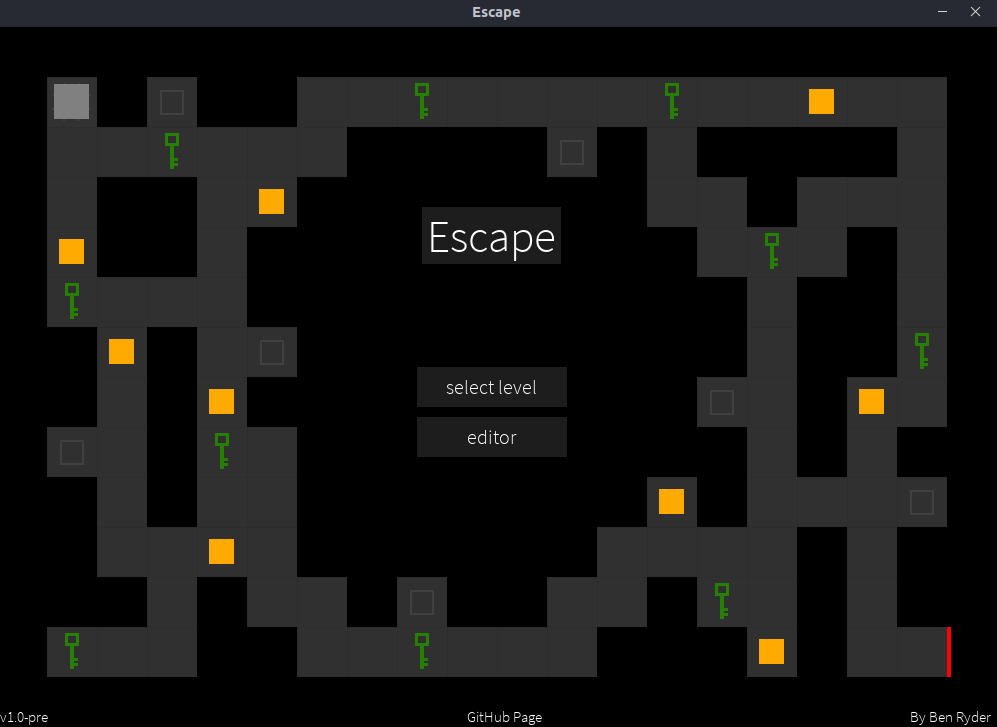 Escape
Escape
select level
editor
v1.0-pre
GitHub Page
By Ben Ryder